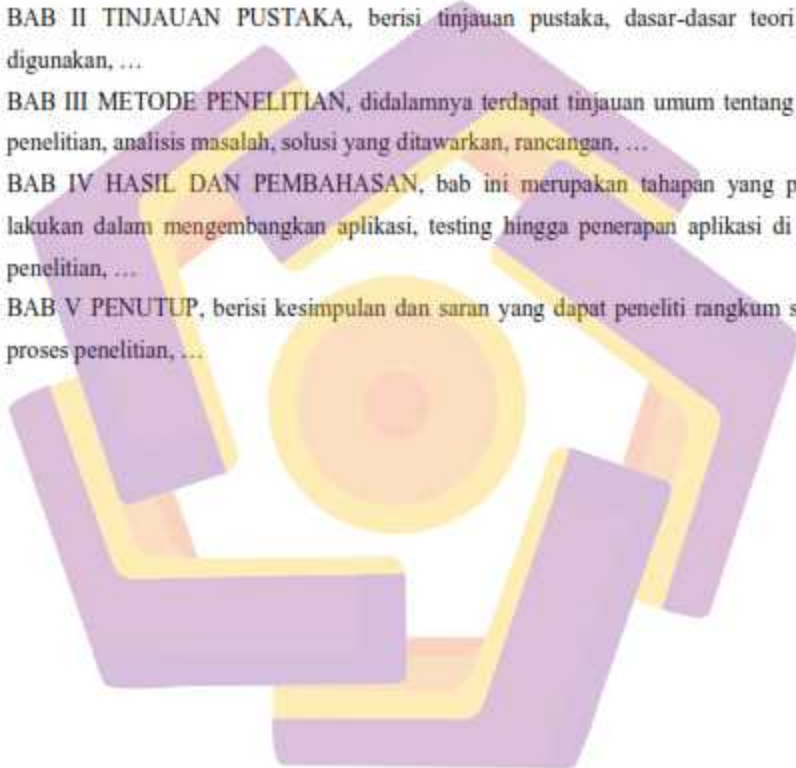 BAB II TINJAUAN PUSTAKA, berisi tinjauan pustaka, dasar-dasar teori
digunakan, …
BAB III METODE PENELITIAN, didalamnya terdapat tinjauan umum tentang
penelitian, analisis masalah, solusi yang ditawarkan, rancangan, …
BAB IV HASIL DAN PEMBAHASAN, bab ini merupakan tahapan yang p
lakukan dalam mengembangkan aplikasi, testing hingga penerapan aplikasi di
penelitian, …
BAB V PENUTUP, berisi kesimpulan dan saran yang dapat peneliti rangkum s
proses penelitian, …